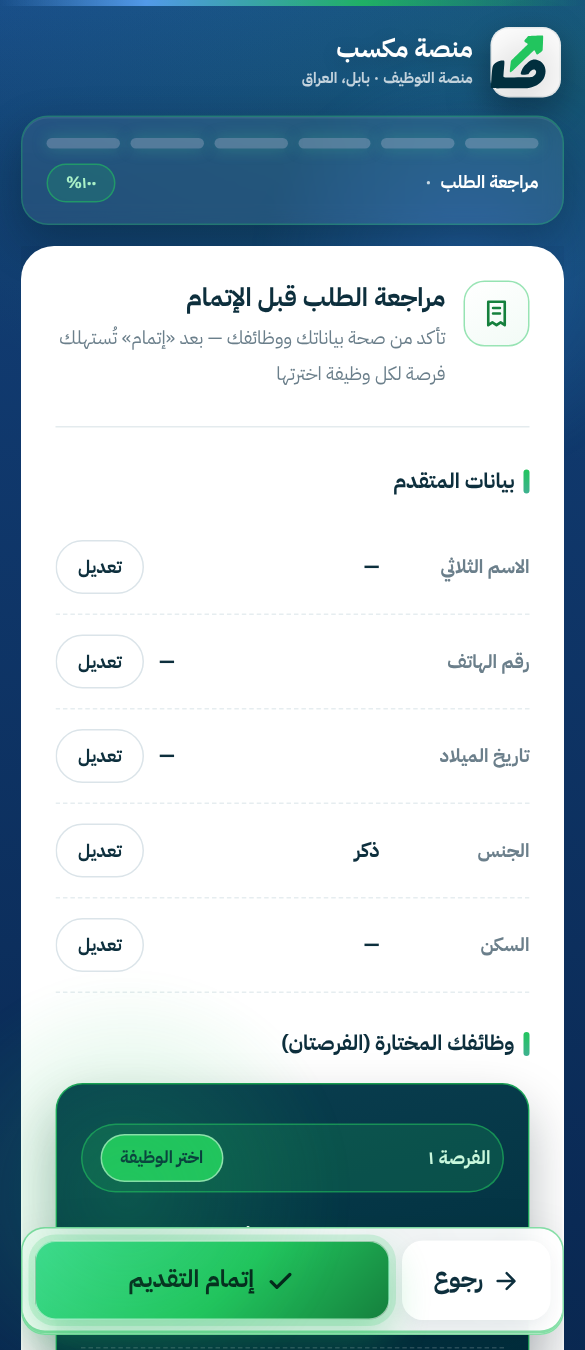 منصة مكسب
منصة التوظيف · بابل، العراق
مراجعة الطلب ·
١٠٠%
مراجعة الطلب قبل الإتمام
تأكد من صحة بياناتك ووظائفك — بعد «إتمام» تُستهلك
فرصة لكل وظيفة اخترتها
بيانات المتقدم
الاسم الثلاثي — تعديل
رقم الهاتف — تعديل
تاريخ الميلاد — تعديل
الجنس ذكر تعديل
السكن — تعديل
وظائفك المختارة (الفرصتان)
الفرصة ١ اختر الوظيفة
رجوع إتمام التقديم